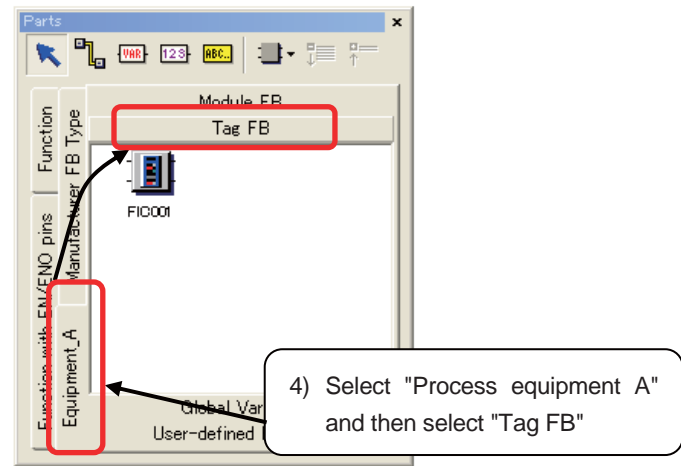 Parts
VAR 123 ABC..
Module FB
Tag FB
FIC001
Function
Manufacturer FB Type
Function with EN/ENO pins
Equipment_A
Global Var
User-defined
4) Select "Process equipment A"
and then select "Tag FB"